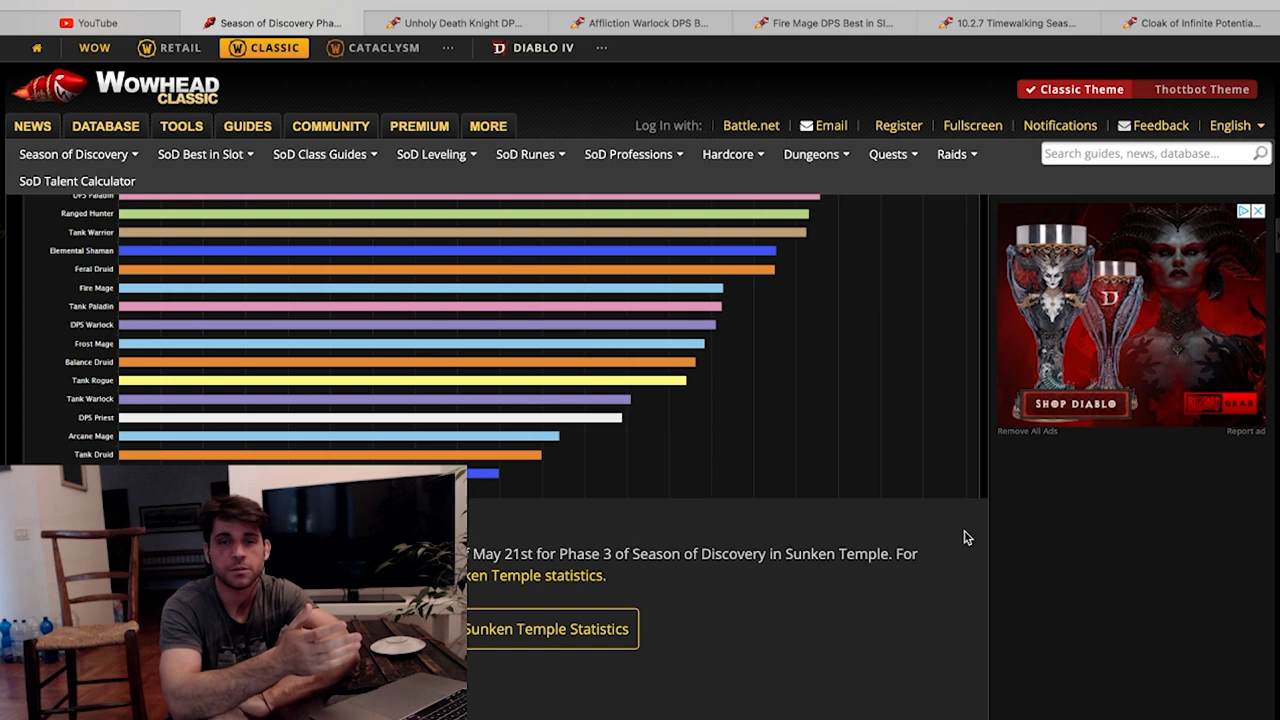 YouTube
Season of Discovery Pha...
Unholy Death Knight DP...
Affliction Warlock DPS B...
Fire Mage DPS Best in Sl...
10.2.7 Timewalking Seas...
Cloak of Infinite Potentia...
WOW
RETAIL
CLASSIC
CATACLYSM
...
DIABLO IV
...
WOWHEAD
CLASSIC
Classic Theme
Thottbot Theme
NEWS
DATABASE
TOOLS
GUIDES
COMMUNITY
PREMIUM
MORE
Log In with:
Battle.net
Email
Register
Fullscreen
Notifications
Feedback
English
Season of Discovery
SoD Best in Slot
SoD Class Guides
SoD Leveling
SoD Runes
SoD Professions
Hardcore
Dungeons
Quests
Raids
Search guides, news, database...
SoD Talent Calculator
DPS Paladin
Ranged Hunter
Tank Warrior
Elemental Shaman
Feral Druid
Fire Mage
Tank Paladin
DPS Warlock
Frost Mage
Balance Druid
Tank Rogue
Tank Warlock
DPS Priest
Arcane Mage
Tank Druid
D
SHOP DIABLO
BLIZZARD GEAR
Remove All Ads
Report ad
May 21st for Phase 3 of Season of Discovery in Sunken Temple. For
Temple statistics.
Sunken Temple Statistics